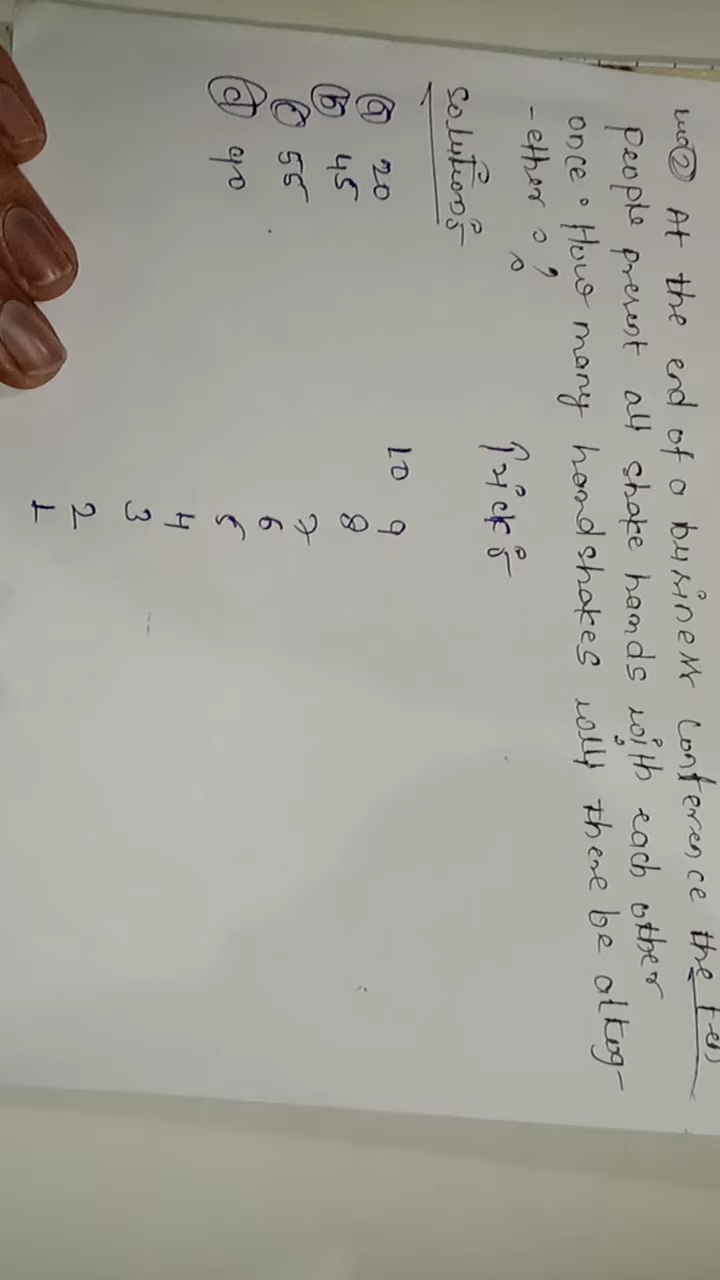 (2) At the end of a business conference the ten
people present all shake hands with each other
once. How many handshakes will there be altog-
-ether ?
Solution:
(a) 20
(b) 45
(c) 55
(d) 90
10 9
8
7
6
5
4
3
2
1